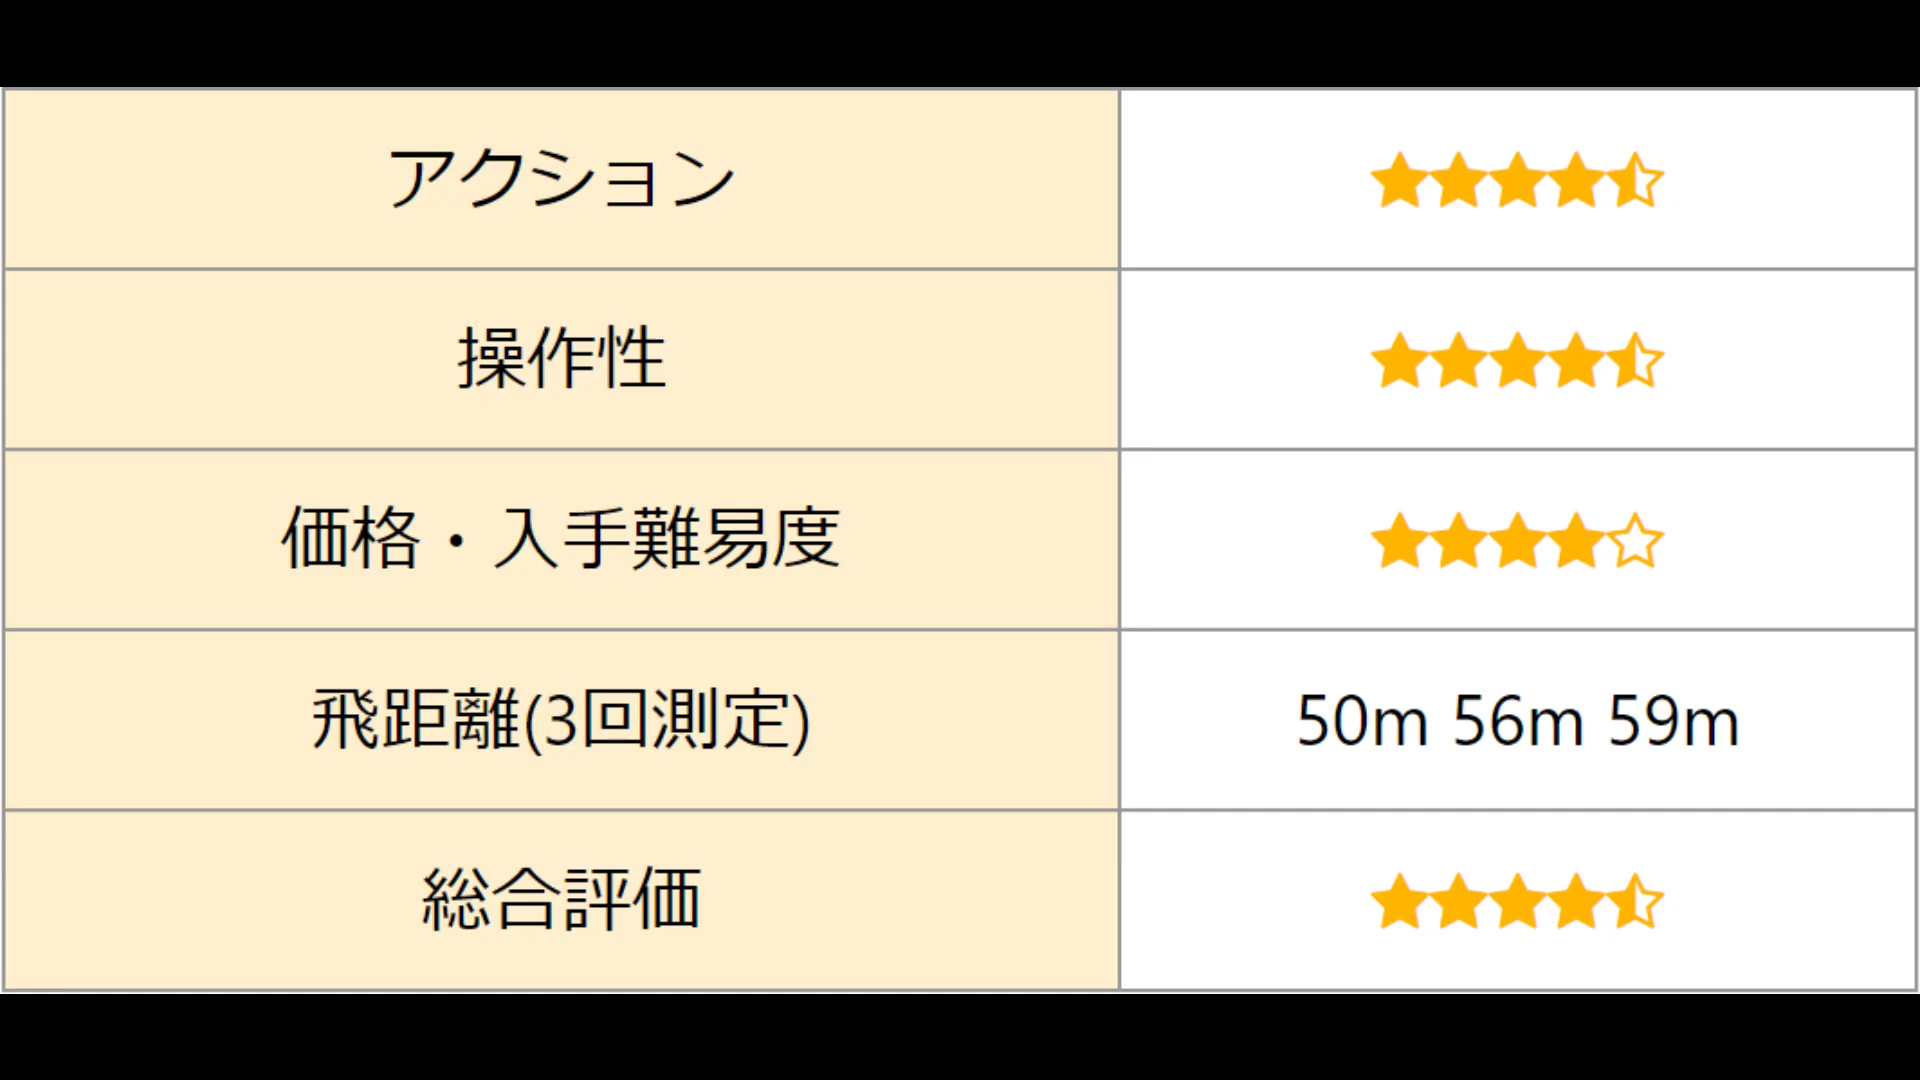 アクション
操作性
価格・入手難易度
飛距離(3回測定)
50m 56m 59m
総合評価